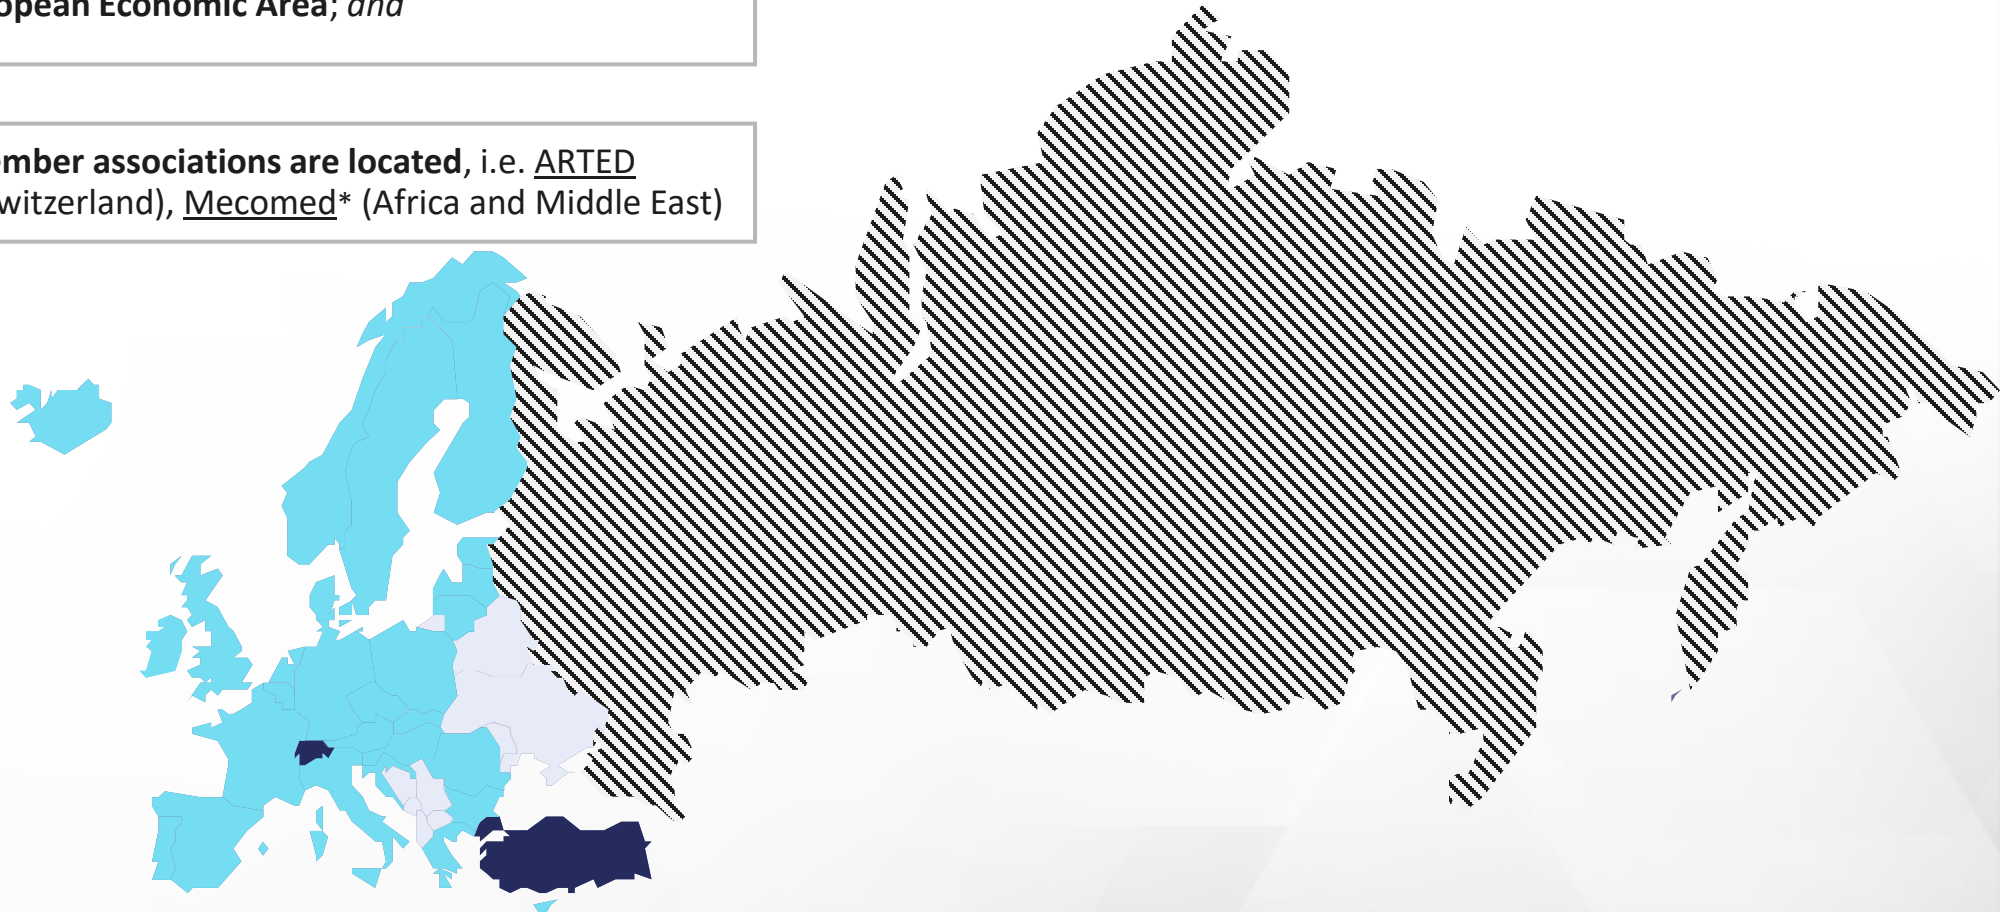 opean Economic Area; and
mber associations are located, i.e. ARTED
witzerland), Mecomed* (Africa and Middle East)